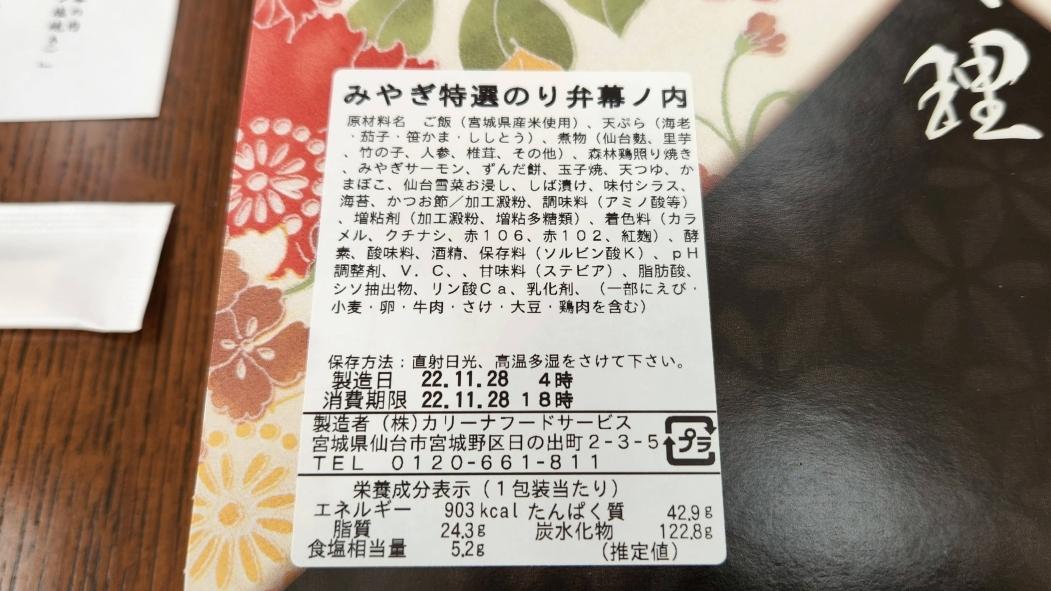 みやぎ特選のり弁幕ノ内
原材料名 ご飯（宮城県産米使用）、天ぷら（海老
・茄子・笹かま・ししとう）、煮物（仙台麩、里芋
、竹の子、人参、椎茸、その他）、森林鶏照り焼き
、みやぎサーモン、ずんだ餅、玉子焼、天つゆ、か
まぼこ、仙台雪菜お浸し、しば漬け、味付シラス、
海苔、かつお節／加工澱粉、調味料（アミノ酸等）
、増粘剤（加工澱粉、増粘多糖類）、着色料（カラ
メル、クチナシ、赤１０６、赤１０２、紅麹）、酵
素、酸味料、酒精、保存料（ソルビン酸Ｋ）、ｐＨ
調整剤、Ｖ．Ｃ、、甘味料（ステビア）、脂肪酸、
シソ抽出物、リン酸Ｃａ、乳化剤、（一部にえび・
小麦・卵・牛肉・さけ・大豆・鶏肉を含む）
保存方法：直射日光、高温多湿をさけて下さい。
製造日 22.11.28 4時
消費期限 22.11.28 18時
製造者（株）カリーナフードサービス
宮城県仙台市宮城野区日の出町２－３－５
プラ
ＴＥＬ ０１２０－６６１－８１１
栄養成分表示（１包装当たり）
エネルギー 903kcal たんぱく質 42.9g
脂質 24.3g 炭水化物 122.8g
食塩相当量 5.2g （推定値）
理